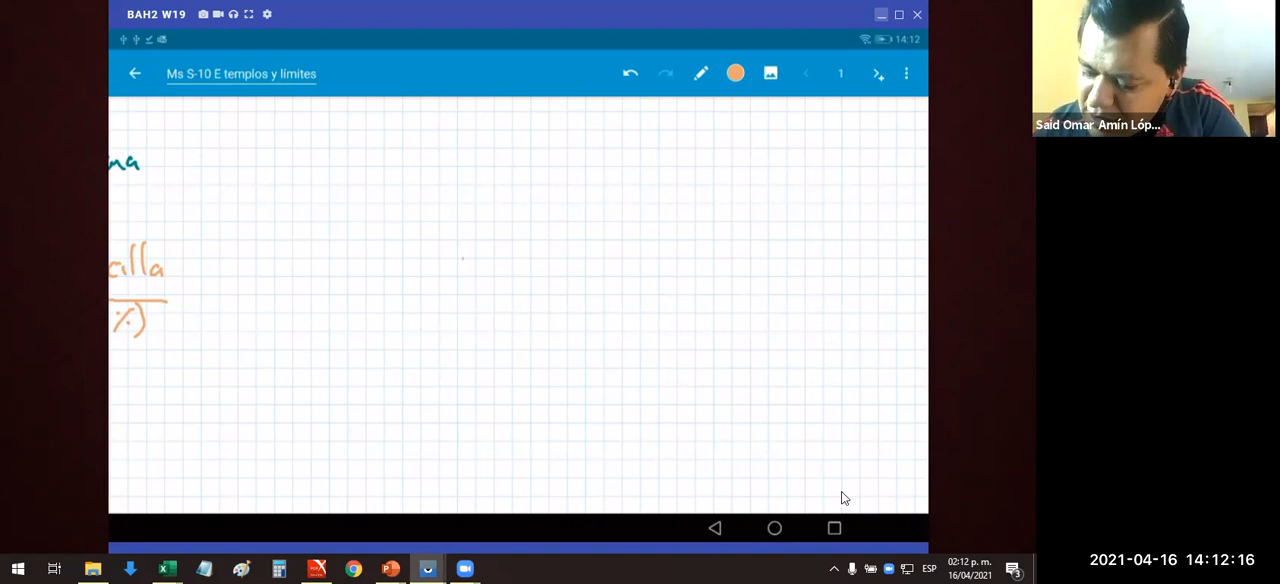 BAH2 W19
14:12
Ms S-10 E templos y límites
1
na
cilla
%)
Said Omar Amín Lóp...
ESP
02:12 p. m.
16/04/2021
3
2021-04-16 14:12:16